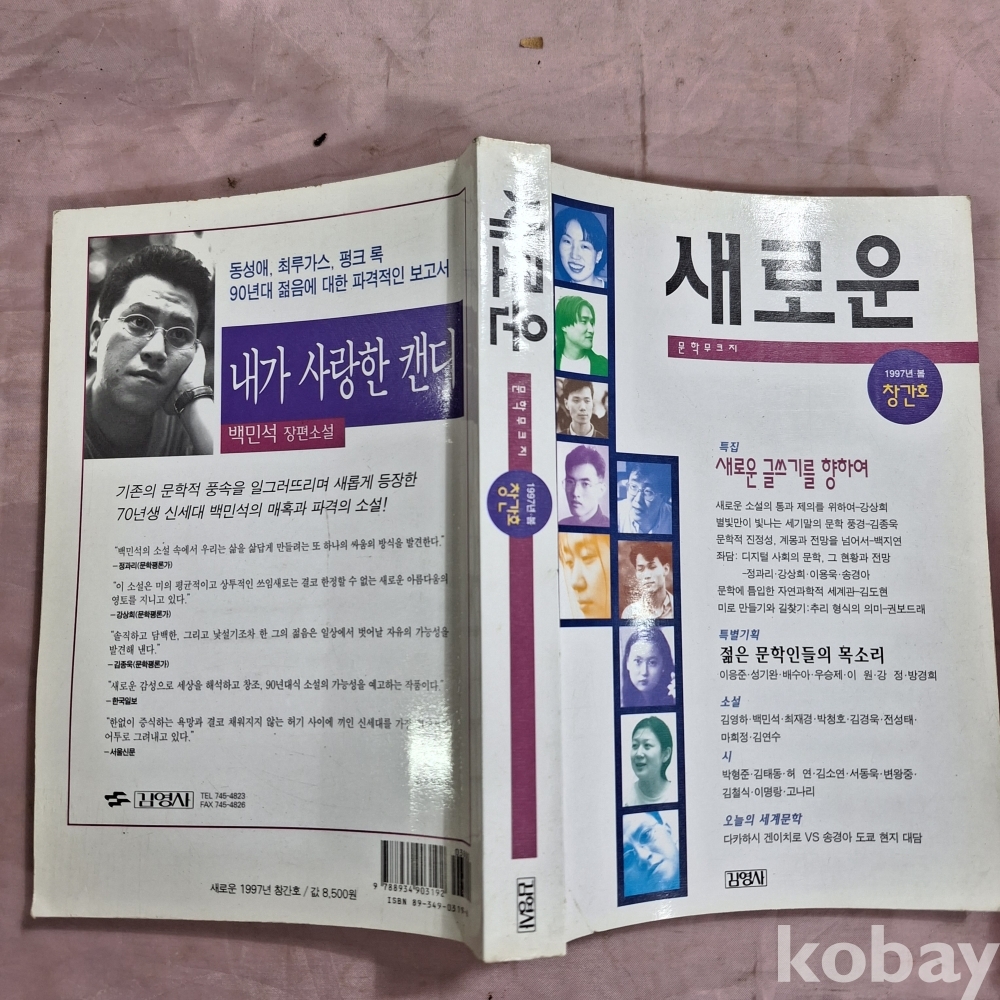 동성애, 최루가스, 펑크 록
90년대 젊음에 대한 파격적인 보고서
내가 사랑한 캔디
백민석 장편소설
기존의 문학적 풍속을 일그러뜨리며 새롭게 등장한
70년생 신세대 백민석의 매혹과 파격의 소설!
"백민석의 소설 속에서 우리는 삶을 삶답게 만들려는 또 하나의 싸움의 방식을 발견한다."
–정과리(문학평론가)
"이 소설은 미의 평균적이고 상투적인 쓰임새로는 결코 한정할 수 없는 새로운 아름다움의
영토를 지니고 있다."
–강상희(문학평론가)
"솔직하고 담백한, 그리고 낯설기조차 한 그의 젊음은 일상에서 벗어날 자유의 가능성을
발견해 낸다."
–김종욱(문학평론가)
"새로운 감성으로 세상을 해석하고 창조, 90년대식 소설의 가능성을 예고하는 작품이다."
–한국일보
"한없이 증식하는 욕망과 결코 채워지지 않는 허기 사이에 끼인 신세대를
어투로 그려내고 있다."
–서울신문
김영사
TEL 745-4823
FAX 745-4826
새로운 1997년 창간호 / 값 8,500원
9 788934 903192
ISBN 89-349-0319-
새로운
문학무크지
1997년·봄
창간호
김영사
새로운
문학무크지
1997년·봄
창간호
특집
새로운 글쓰기를 향하여
새로운 소설의 통과 제의를 위하여–강상희
별빛만이 빛나는 세기말의 문학 풍경–김종욱
문학적 진정성, 계몽과 전망을 넘어서–백지연
좌담: 디지털 사회의 문학, 그 현황과 전망
–정과리·강상희·이용욱·송경아
문학에 틈입한 자연과학적 세계관–김도현
미로 만들기와 길찾기:추리 형식의 의미–권보드래
특별기획
젊은 문학인들의 목소리
이응준·성기완·배수아·우승제·이 원·강 정·방경희
소설
김영하·백민석·최재경·박청호·김경욱·전성태·
마희정·김연수
시
박형준·김태동·허 연·김소연·서동욱·변왕중·
김철식·이명랑·고나리
오늘의 세계문학
다카하시 겐이치로 VS 송경아 도쿄 현지 대담
김영사
kobay